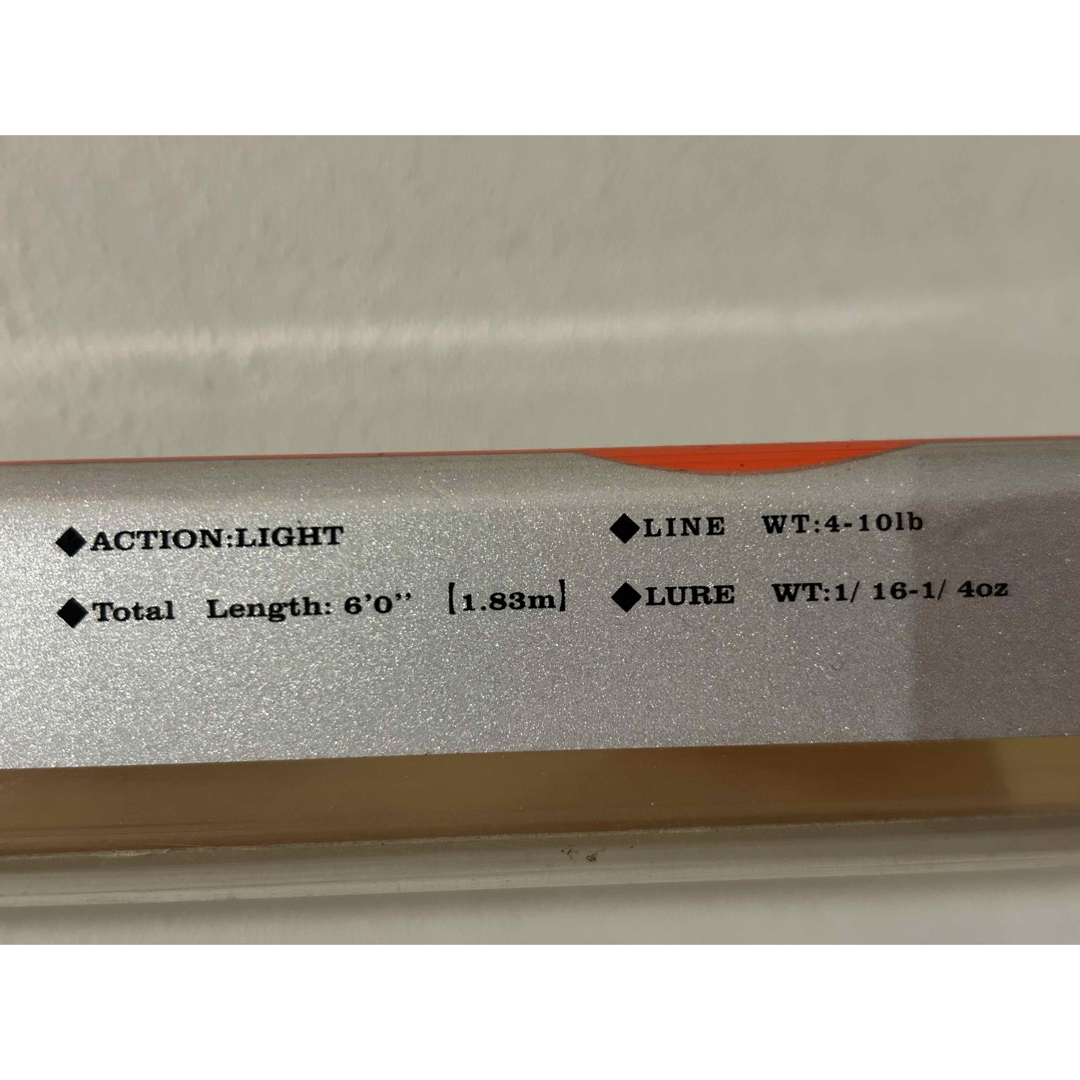 ◆ACTION:LIGHT
◆Total Length: 6'0" 【1.83m】
◆LINE WT:4-10lb
◆LURE WT:1/ 16-1/ 4oz